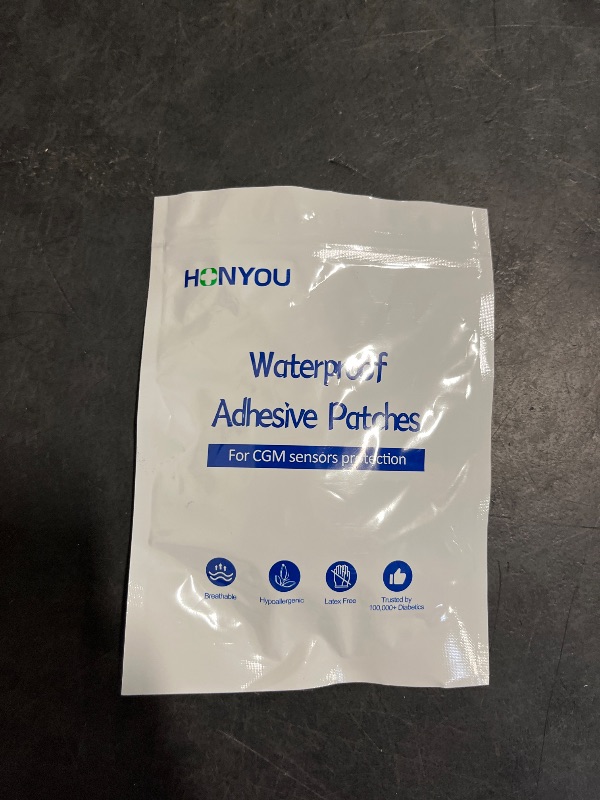 HONYOU
Waterproof
Adhesive Patches
For CGM sensors protection
Breathable
Hypoallergenic
Latex Free
Trusted by
100,000+ Diabetics